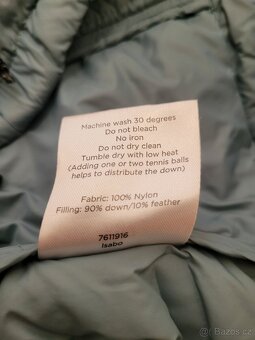 Machine wash 30 degrees
Do not bleach
No iron
Do not dry clean
Tumble dry with low heat
(Adding one or two tennis balls
helps to distribute the down)
Fabric: 100% Nylon
Filling: 90% down/10% feather
7611916
Isabo
Bazos.cz